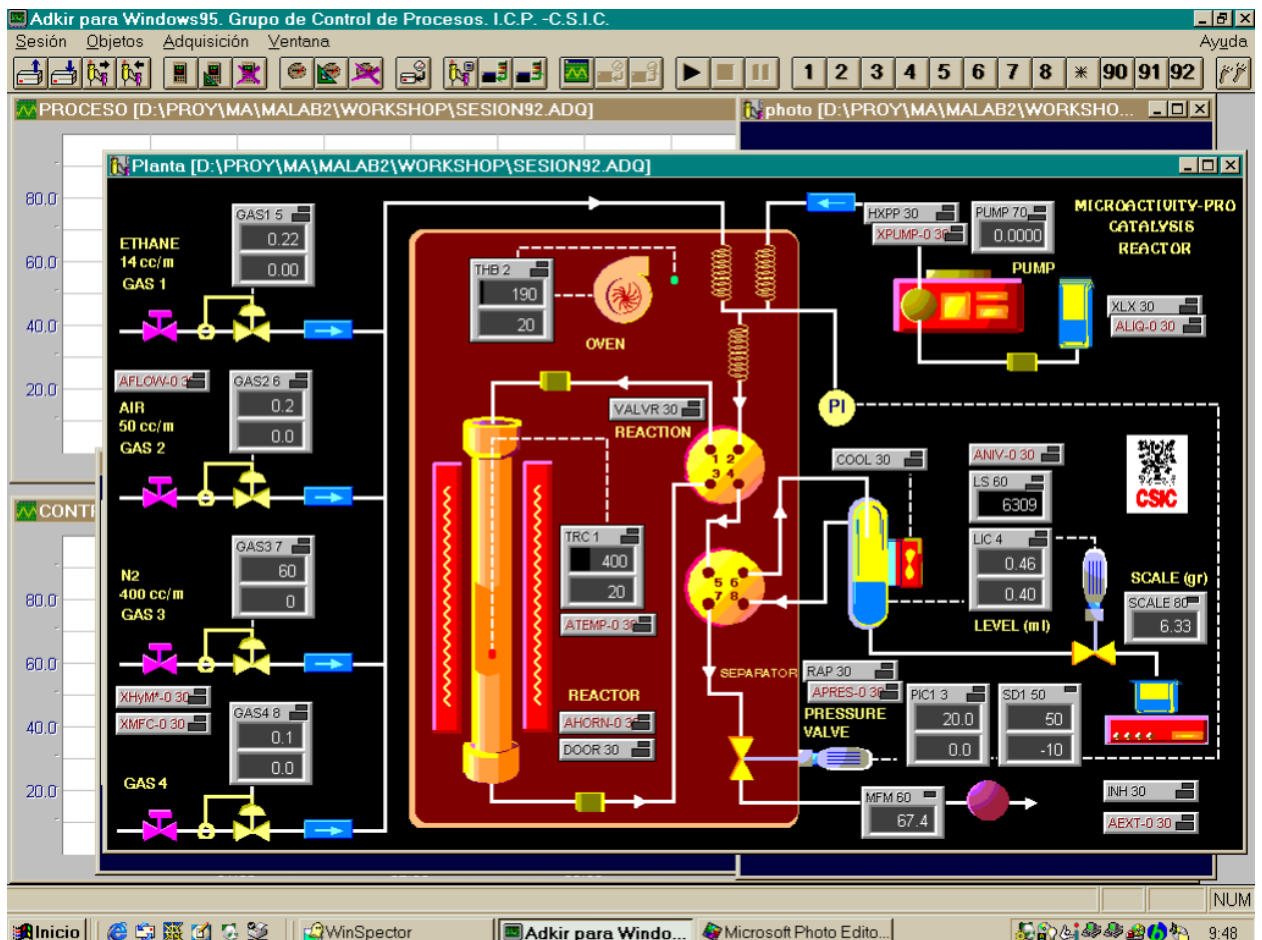 Adkir para Windows95. Grupo de Control de Procesos. I.C.P. -C.S.I.C.
Sesión Objetos Adquisición Ventana Ayuda
1 2 3 4 5 6 7 8 * 90 91 92
PROCESO [D:\PROY\MA\MALAB2\WORKSHOP\SESION92.ADQ]
photo [D:\PROY\MA\MALAB2\WORKSHO...
Planta [D:\PROY\MA\MALAB2\WORKSHOP\SESION92.ADQ]
80.0
60.0
40.0
20.0
CONT
80.0
60.0
40.0
20.0
ETHANE
14 cc/m
GAS 1
GAS1 5
0.22
0.00
AFLOW-0
GAS2 6
0.2
0.0
AIR
50 cc/m
GAS 2
GAS3 7
60
0
N2
400 cc/m
GAS 3
XHyM*-0 30
XMFC-0 30
GAS4 8
0.1
0.0
GAS 4
THB 2
190
20
OVEN
VALVR 30
REACTION
1 2
3 4
TRC 1
400
20
ATEMP-0
5 6
7 8
REACTOR
AHORN-0
DOOR 30
SEPARATOR
HXPP 30
XPUMP-0
PUMP 70
0.0000
PUMP
MICROACTIVITY-PRO
CATALYSIS
REACTOR
XLX 30
ALIQ-0 30
PI
COOL 30
ANIV-0 30
LS 60
6309
LIC 4
0.46
0.40
LEVEL (ml)
CSIC
SCALE (gr)
SCALE 80
6.33
RAP 30
APRES-0
PRESSURE
VALVE
PIC1 3
20.0
0.0
SD1 50
50
-10
MFM 60
67.4
INH 30
AEXT-0 30
NUM
Inicio
WinSpector
Adkir para Windo...
Microsoft Photo Edito...
9:48